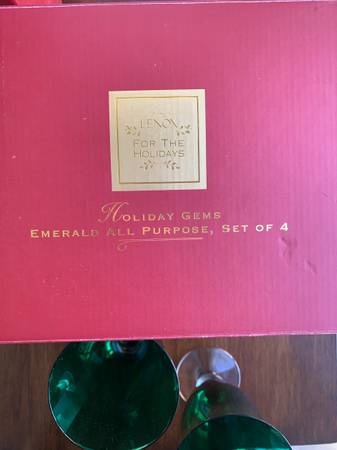 LENOX
FOR THE
HOLIDAYS
Holiday Gems
Emerald All Purpose, Set of 4